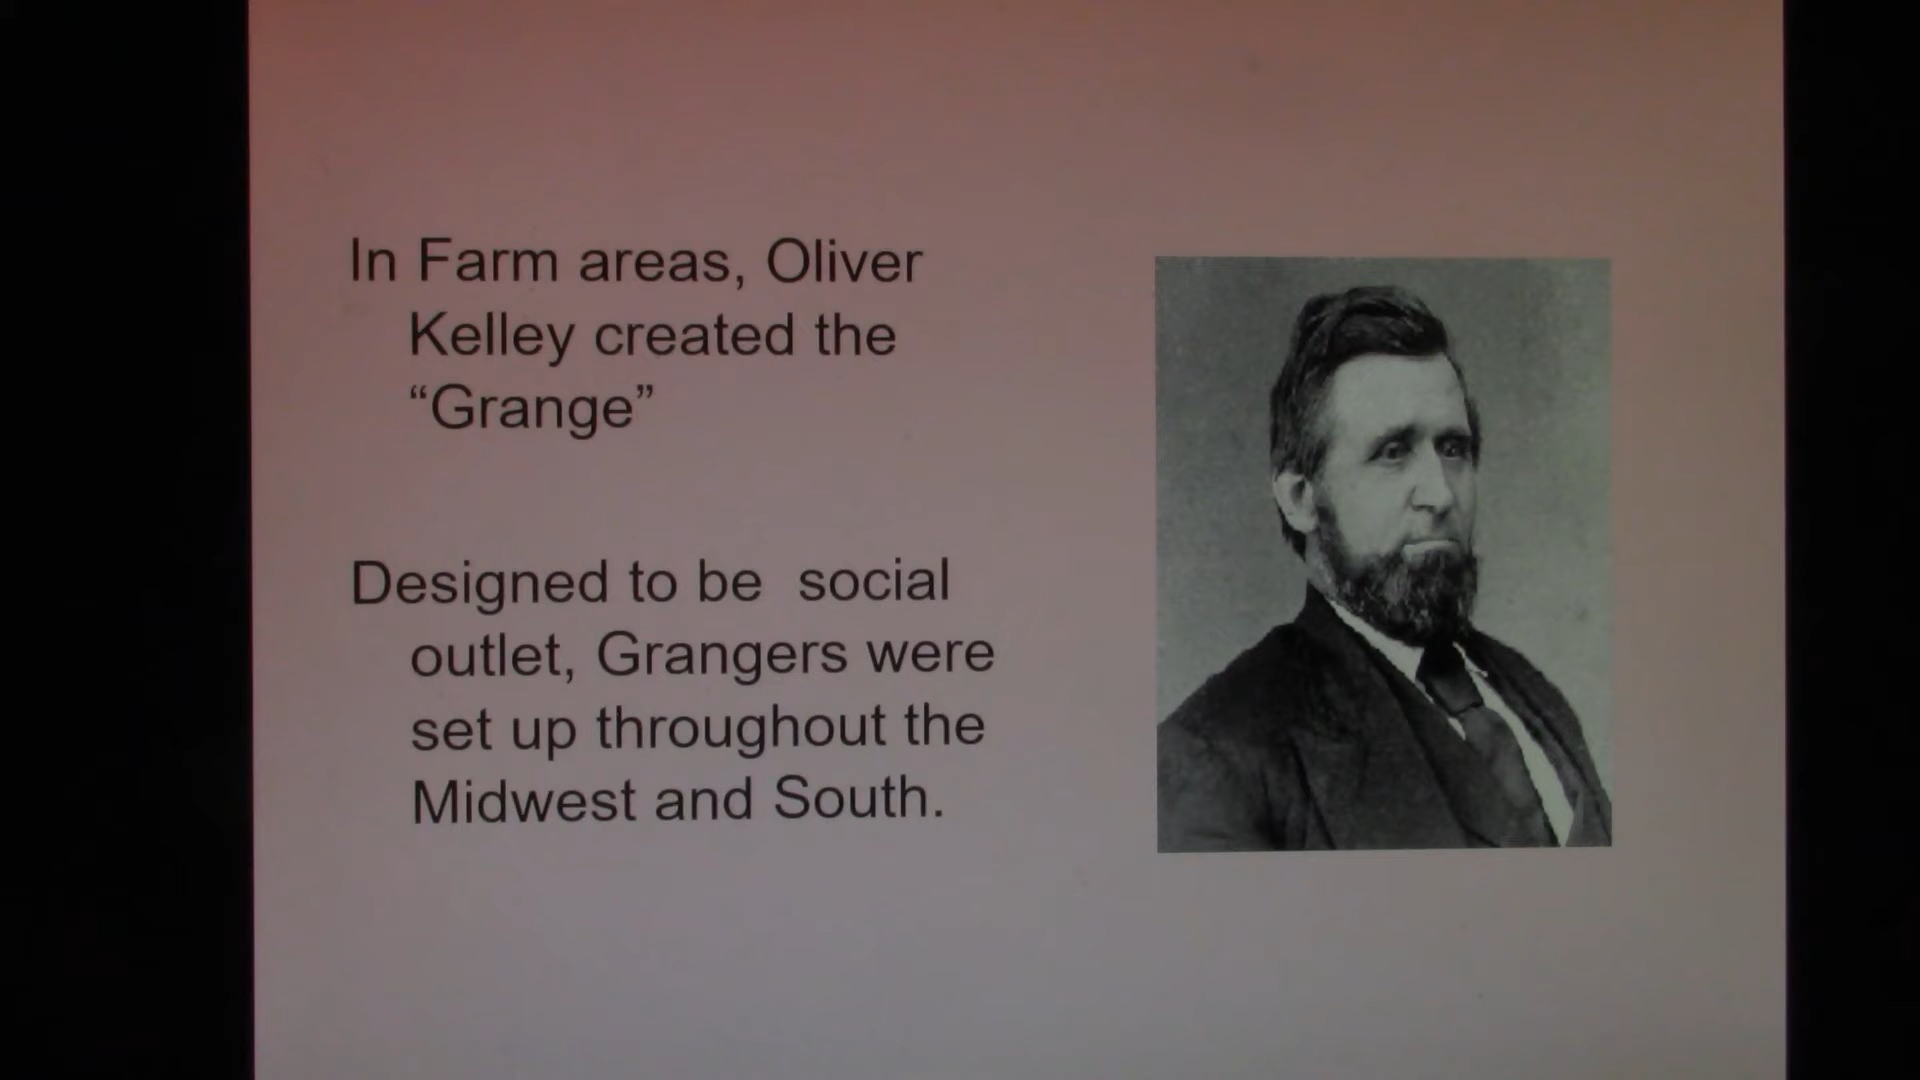 In Farm areas, Oliver
Kelley created the
“Grange”
Designed to be  social
outlet, Grangers were
set up throughout the
Midwest and South.